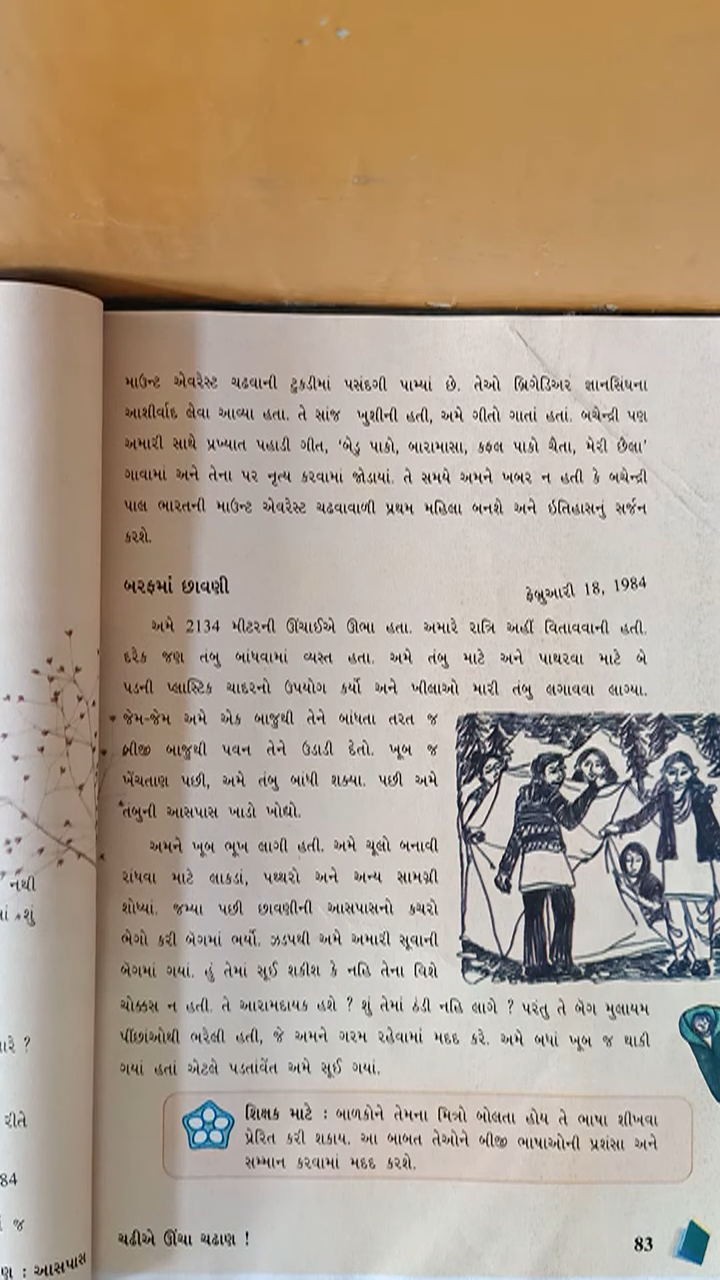 માઉન્ટ એવરેસ્ટ ચઢવાની ટુકડીમાં પસંદગી પામ્યાં છે. તેઓ બ્રિગેડિઅર જ્ઞાનસિંઘના
આશીર્વાદ લેવા આવ્યા હતા. તે સાંજ ખુશીની હતી, અમે ગીતો ગાતાં હતાં. બચેન્દ્રી પણ
અમારી સાથે પ્રખ્યાત પહાડી ગીત, ‘બેડુ પાકો, બારામાસા, કફલ પાકો ચૈતા, મેરી છૈલા’
ગાવામાં અને તેના પર નૃત્ય કરવામાં જોડાયાં. તે સમયે અમને ખબર ન હતી કે બચેન્દ્રી
પાલ ભારતની માઉન્ટ એવરેસ્ટ ચઢવાવાળી પ્રથમ મહિલા બનશે અને ઇતિહાસનું સર્જન
કરશે.
બરફમાં છાવણી
ફેબ્રુઆરી 18, 1984
અમે 2134 મીટરની ઊંચાઈએ ઊભા હતા. અમારે રાત્રિ અહીં વિતાવવાની હતી.
દરેક જણ તંબુ બાંધવામાં વ્યસ્ત હતા. અમે તંબુ માટે અને પાથરવા માટે બે
પડની પ્લાસ્ટિક ચાદરનો ઉપયોગ કર્યો અને ખીલાઓ મારી તંબુ લગાવવા લાગ્યા.
જેમ-જેમ અમે એક બાજુથી તેને બાંધતા તરત જ
બીજી બાજુથી પવન તેને ઉડાડી દેતો. ખૂબ જ
ખેંચતાણ પછી, અમે તંબુ બાંધી શક્યા. પછી અમે
તંબુની આસપાસ ખાડો ખોદ્યો.
અમને ખૂબ ભૂખ લાગી હતી. અમે ચૂલો બનાવી
રાંધવા માટે લાકડાં, પથ્થરો અને અન્ય સામગ્રી
શોધ્યાં. જમ્યા પછી છાવણીની આસપાસનો કચરો
ભેગો કરી બૅગમાં ભર્યો. ઝડપથી અમે અમારી સૂવાની
બૅગમાં ગયાં. હું તેમાં સૂઈ શકીશ કે નહિ તેના વિશે
ચોક્કસ ન હતી. તે આરામદાયક હશે ? શું તેમાં ઠંડી નહિ લાગે ? પરંતુ તે બૅગ મુલાયમ
પીંછાંઓથી ભરેલી હતી, જે અમને ગરમ રહેવામાં મદદ કરે. અમે બધાં ખૂબ જ થાકી
ગયાં હતાં એટલે પડતાંવેંત અમે સૂઈ ગયાં.
શિક્ષક માટે : બાળકોને તેમના મિત્રો બોલતા હોય તે ભાષા શીખવા
પ્રેરિત કરી શકાય. આ બાબત તેઓને બીજી ભાષાઓની પ્રશંસા અને
સમ્માન કરવામાં મદદ કરશે.
ચઢીએ ઊંચા ચઢાણ !
83
નથી
શું
રીતે
84
જ
: આસપાસ